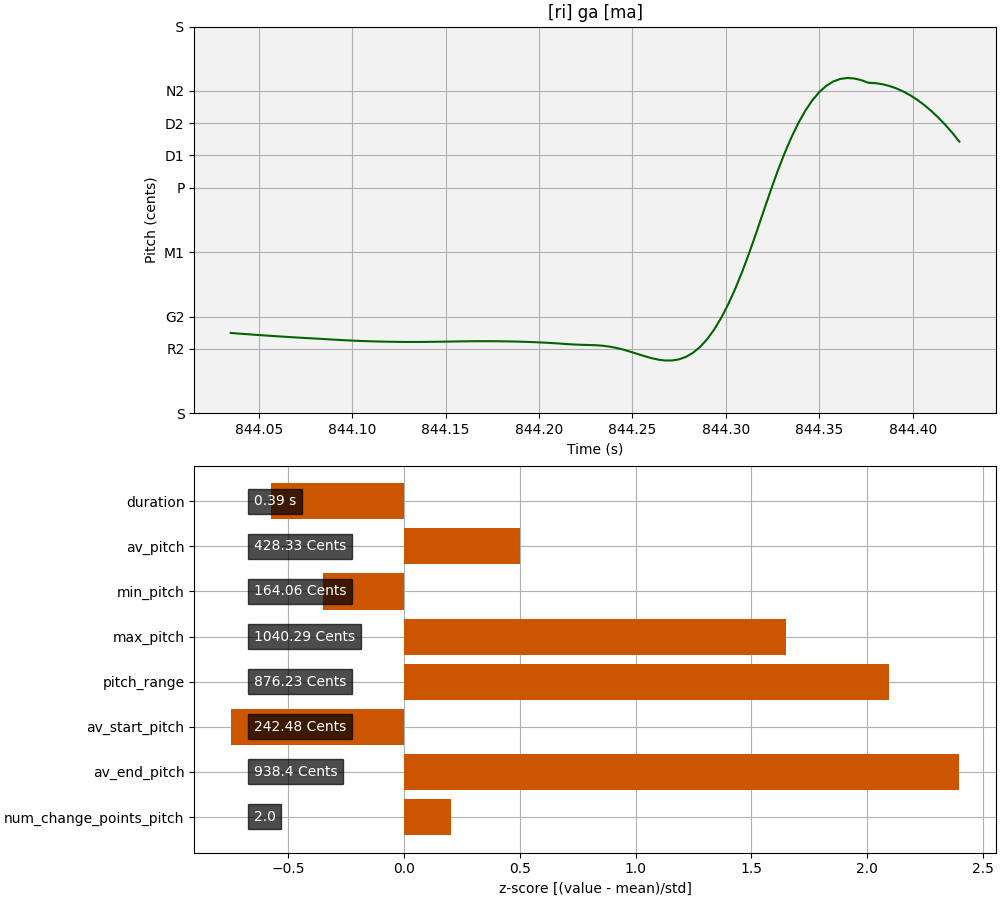 [ri] ga [ma]
S
N2
D2
D1
P
M1
G2
R2
S
Pitch (cents)
844.05 844.10 844.15 844.20 844.25 844.30 844.35 844.40
Time (s)
duration 0.39 s
av_pitch 428.33 Cents
min_pitch 164.06 Cents
max_pitch 1040.29 Cents
pitch_range 876.23 Cents
av_start_pitch 242.48 Cents
av_end_pitch 938.4 Cents
num_change_points_pitch 2.0
−0.5 0.0 0.5 1.0 1.5 2.0 2.5
z-score [(value - mean)/std]